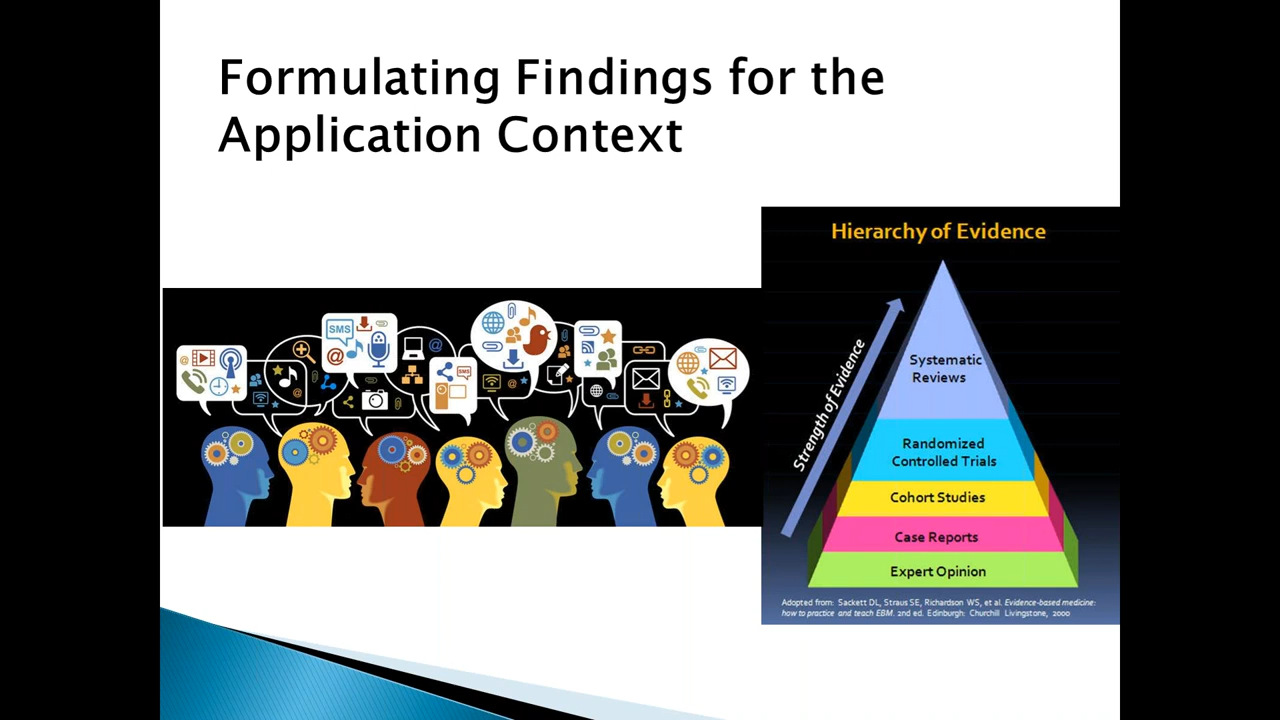 Formulating Findings for the
Application Context
Hierarchy of Evidence
Strength of Evidence
Systematic
Reviews
Randomized
Controlled Trials
Cohort Studies
Case Reports
Expert Opinion
Adopted from: Sackett DL, Straus SE, Richardson WS, et al. Evidence-based medicine:
how to practice and teach EBM. 2nd ed. Edinburgh: Churchill Livingstone, 2000
SMS
@
@
SMS
@
@
@